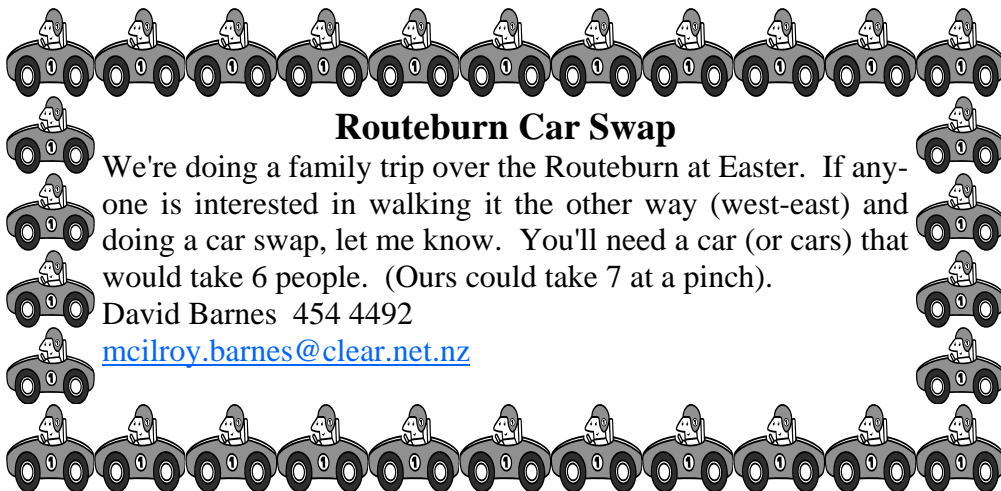 Routeburn Car Swap
We're doing a family trip over the Routeburn at Easter.  If any-
one is interested in walking it the other way (west-east) and
doing a car swap, let me know.  You'll need a car (or cars) that
would take 6 people.  (Ours could take 7 at a pinch).
David Barnes  454 4492
mcilroy.barnes@clear.net.nz